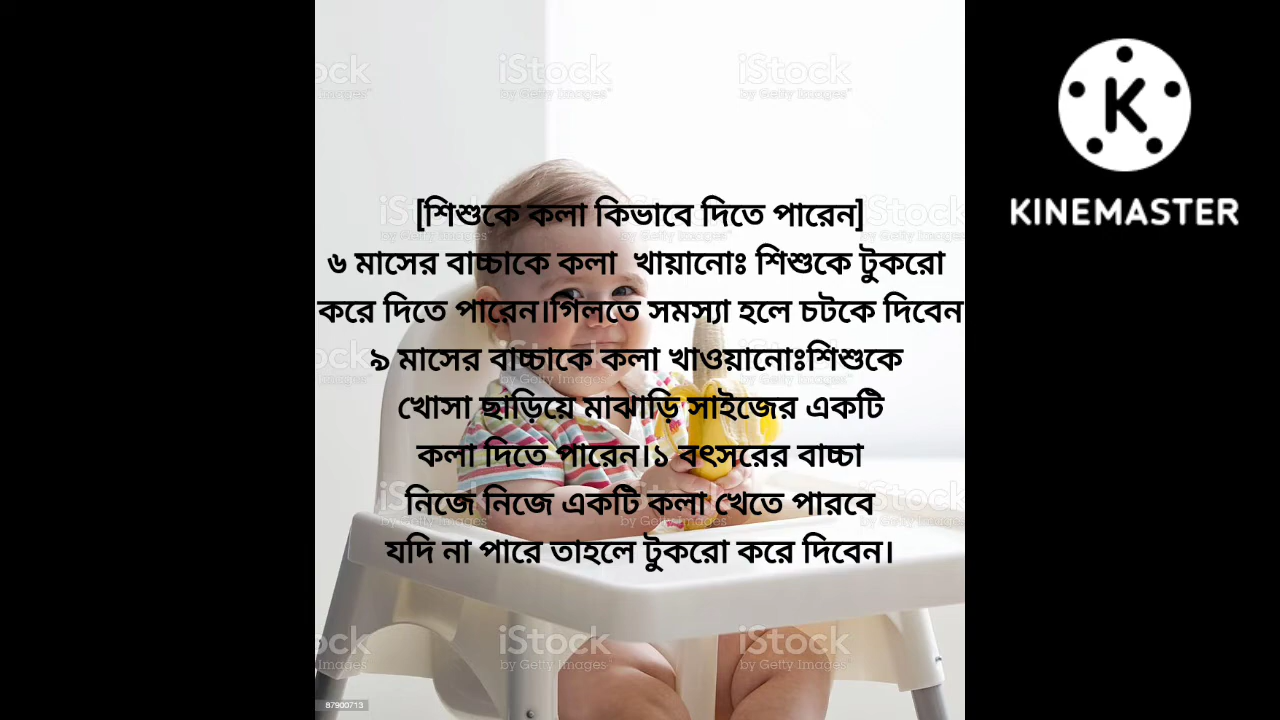 [শিশুকে কলা কিভাবে দিতে পারেন]
৬ মাসের বাচ্চাকে কলা খায়ানোঃ শিশুকে টুকরো
করে দিতে পারেন।গিলতে সমস্যা হলে চটকে দিবেন
৯ মাসের বাচ্চাকে কলা খাওয়ানোঃশিশুকে
খোসা ছাড়িয়ে মাঝাড়ি সাইজের একটি
কলা দিতে পারেন।১ বৎসরের বাচ্চা
নিজে নিজে একটি কলা খেতে পারবে
যদি না পারে তাহলে টুকরো করে দিবেন।
K
KINEMASTER
iStock
by Getty Images
87900713